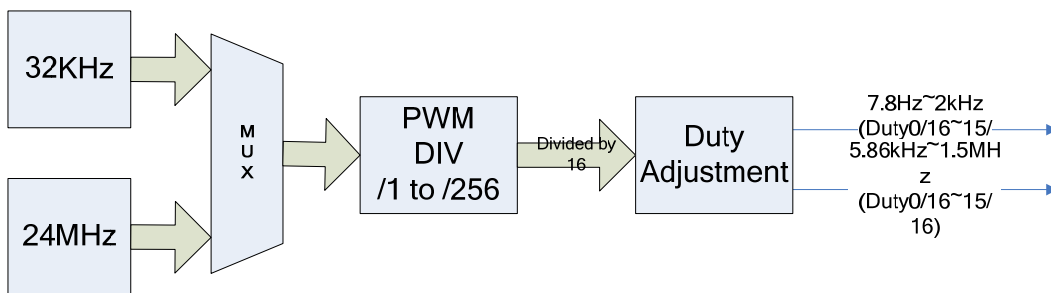 32KHz
24MHz
M
U
X
PWM
DIV
/1 to /256
Divided by
16
Duty
Adjustment
7.8Hz~2kHz
(Duty0/16~15/
5.86kHz~1.5MH
z
(Duty0/16~15/
16)